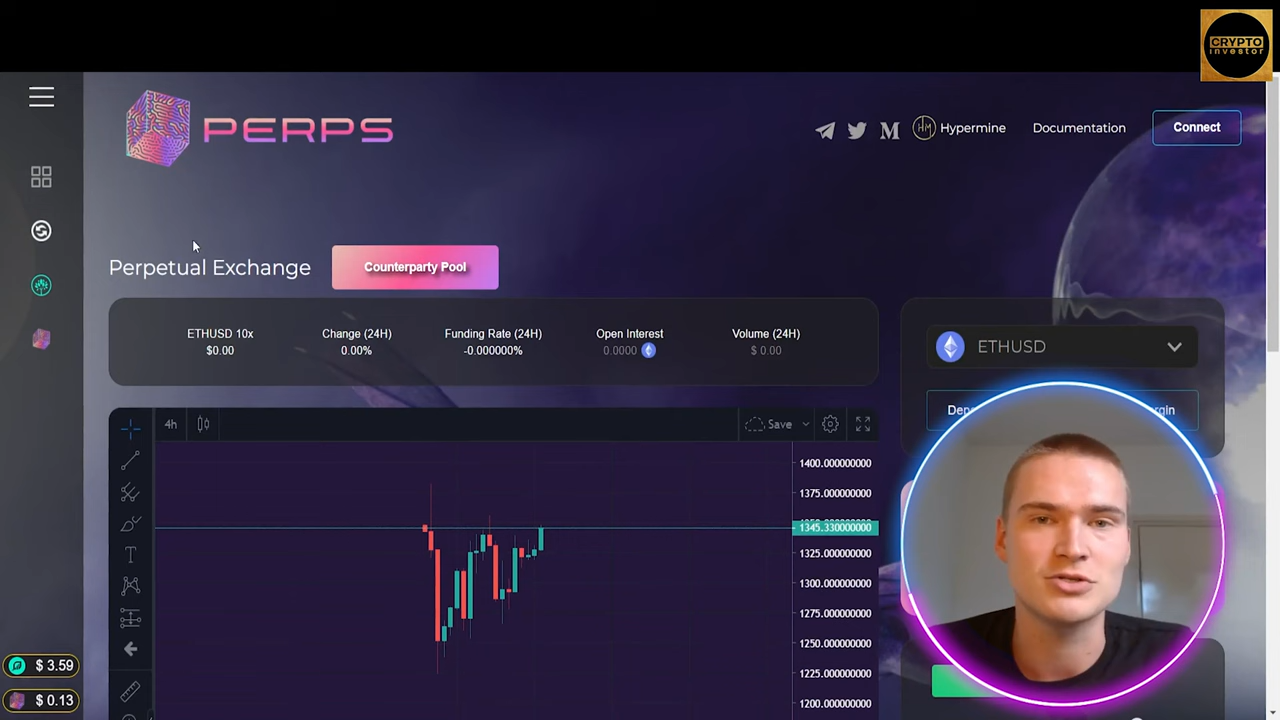 CRYPTO
investor
PERPS
M
HM
Hypermine
Documentation
Connect
Perpetual Exchange
Counterparty Pool
ETHUSD 10x
$0.00
Change (24H)
0.00%
Funding Rate (24H)
-0.000000%
Open Interest
0.0000
Volume (24H)
$ 0.00
ETHUSD
4h
Save
T
1400.000000000
1375.000000000
1345.33000000
1325.000000000
1300.000000000
1275.000000000
1250.000000000
1225.000000000
1200.000000000
$ 3.59
$ 0.13